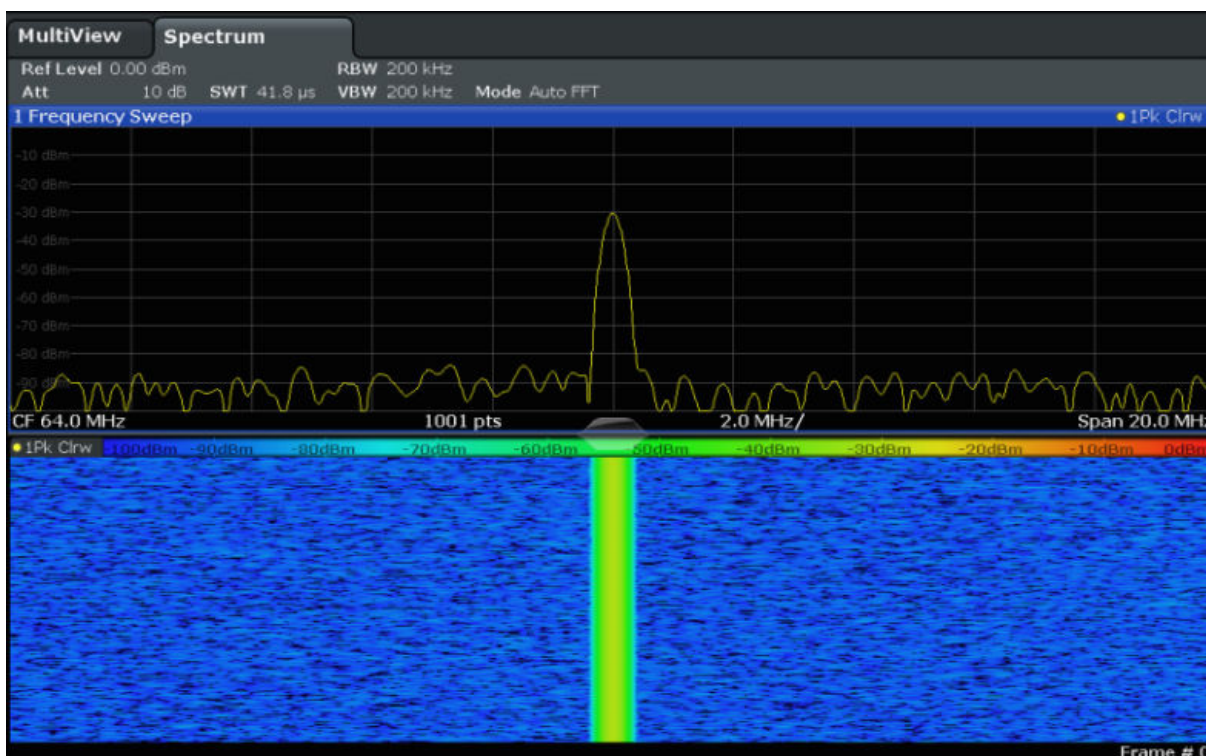 MultiView Spectrum
Ref Level 0.00 dBm RBW 200 kHz
Att 10 dB SWT 41.8 µs VBW 200 kHz Mode Auto FFT
1 Frequency Sweep 1Pk Clrw
-10 dBm
-20 dBm
-30 dBm
-40 dBm
-50 dBm
-60 dBm
-70 dBm
-80 dBm
-90 dBm
CF 64.0 MHz 1001 pts 2.0 MHz/ Span 20.0 MHz
1Pk Clrw -100dBm -90dBm -80dBm -70dBm -60dBm -50dBm -40dBm -30dBm -20dBm -10dBm 0dBm
Frame # 0